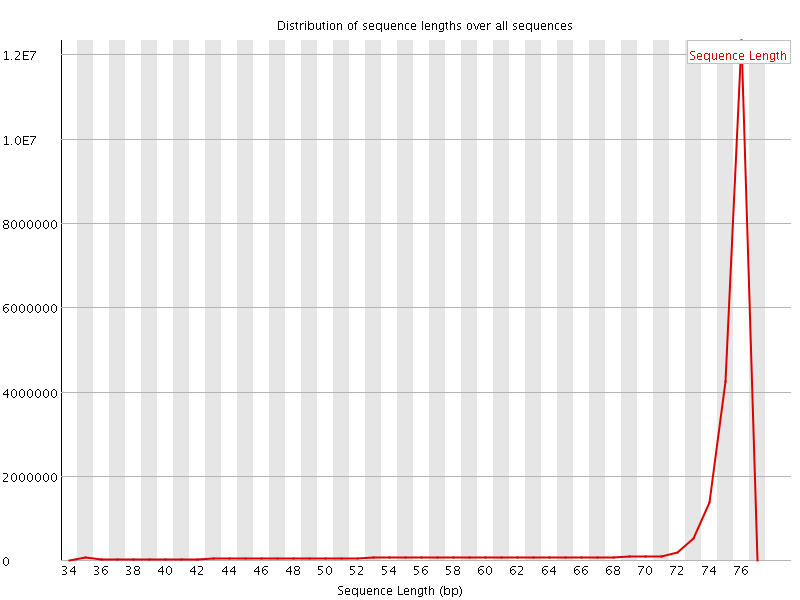 Distribution of sequence lengths over all sequences
Sequence Length
1.2E7
1.0E7
8000000
6000000
4000000
2000000
0
34 36 38 40 42 44 46 48 50 52 54 56 58 60 62 64 66 68 70 72 74 76
Sequence Length (bp)